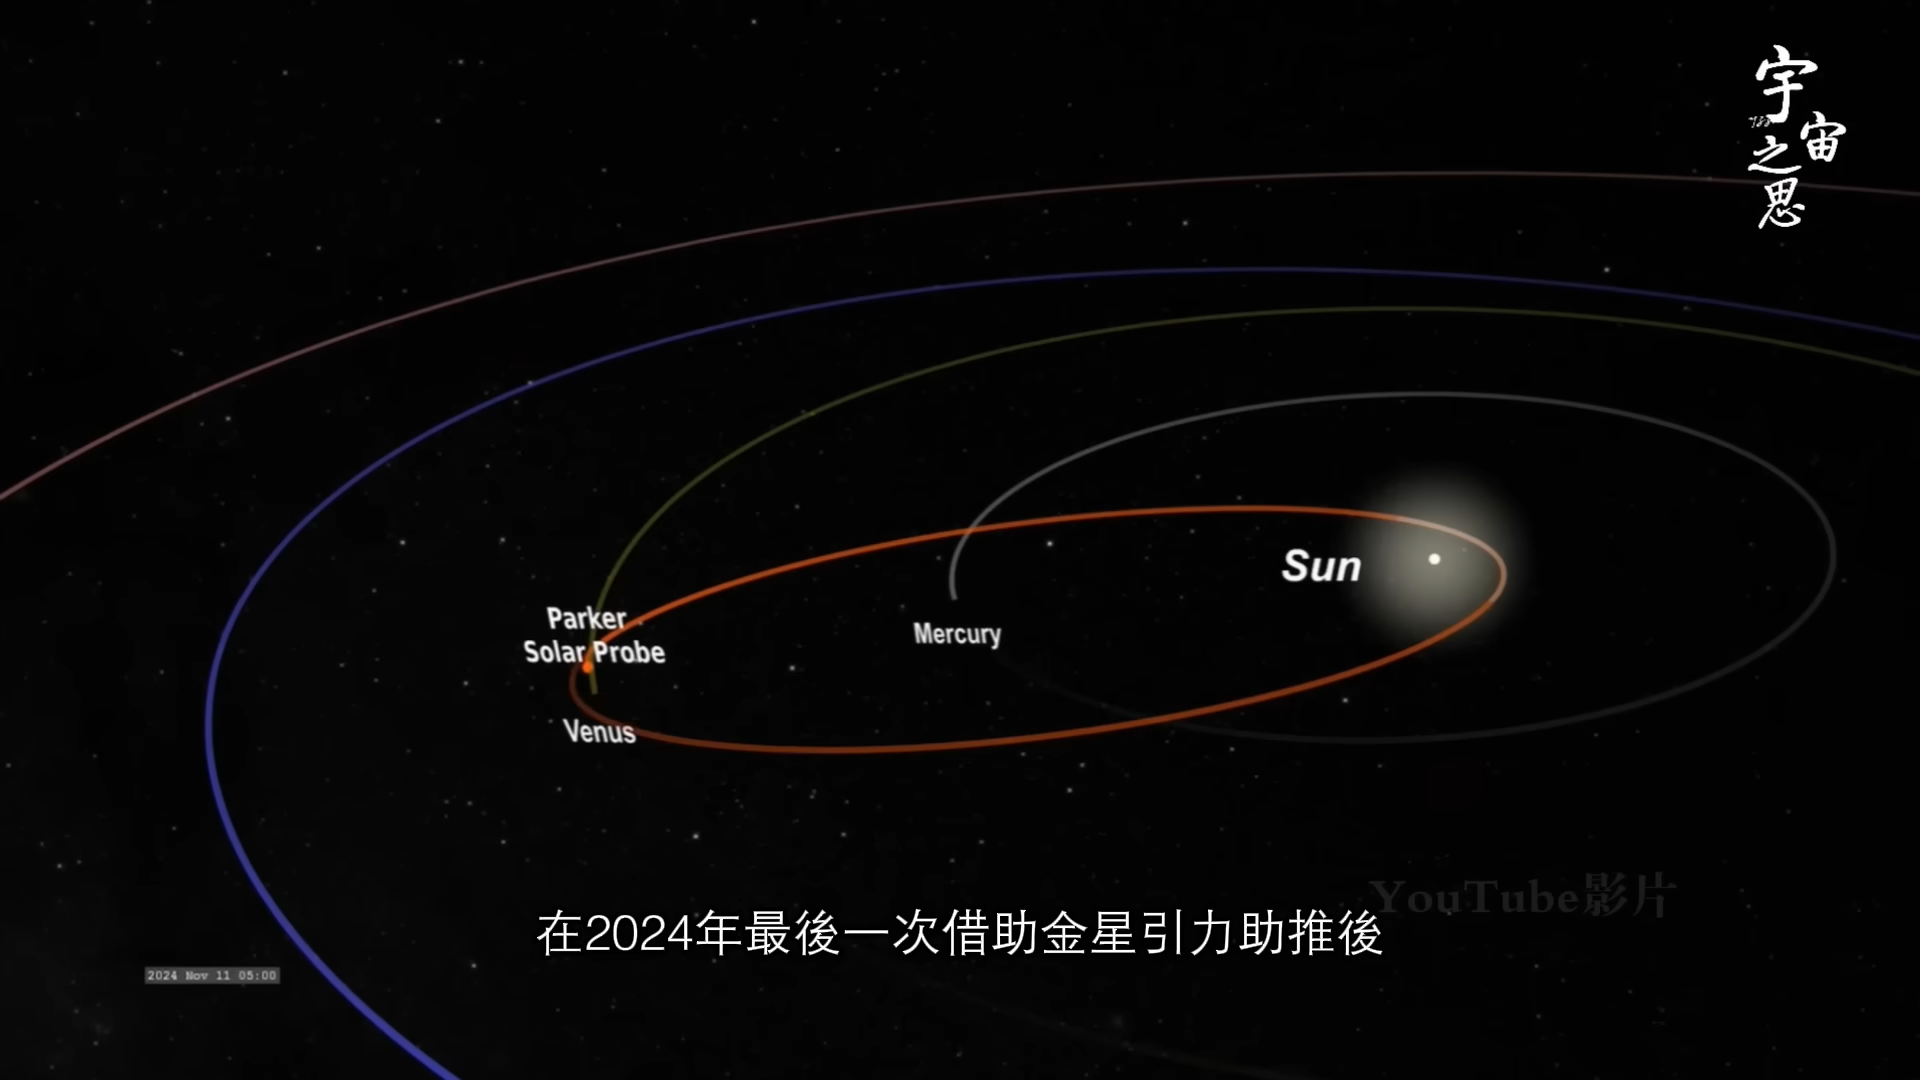 宇宙之思
Parker
Solar Probe
Sun
Mercury
Venus
YouTube影片
在2024年最後一次借助金星引力助推後
2024 Nov 11 05:00